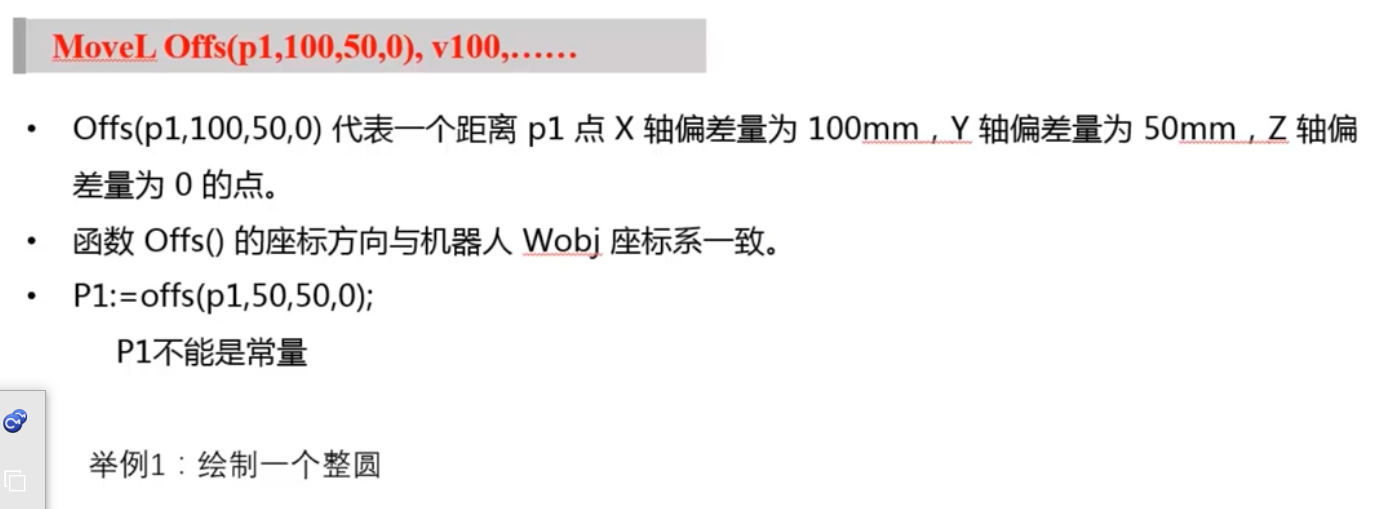 MoveL Offs(p1,100,50,0), v100,……
• Offs(p1,100,50,0) 代表一个距离 p1 点 X 轴偏差量为 100mm，Y 轴偏差量为 50mm，Z 轴偏
差量为 0 的点。
• 函数 Offs() 的座标方向与机器人 Wobj 座标系一致。
• P1:=offs(p1,50,50,0);
P1不能是常量
举例1：绘制一个整圆